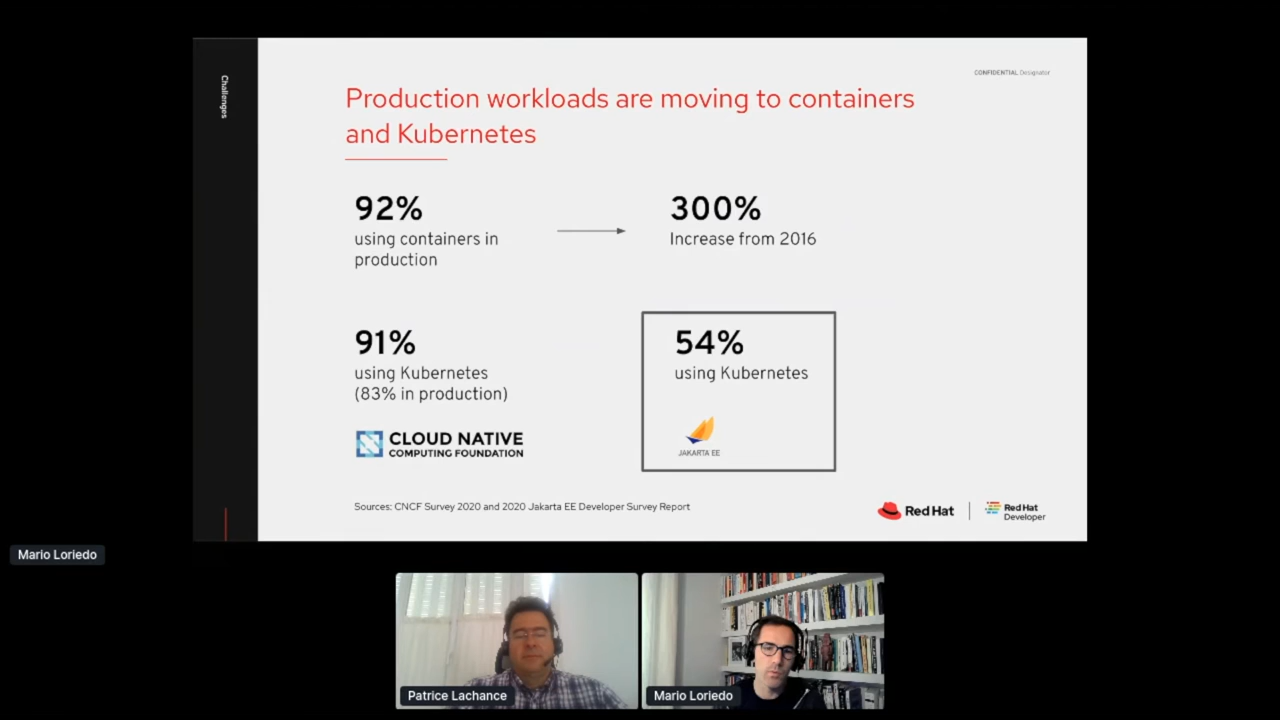 Challenges
CONFIDENTIAL Designator
Production workloads are moving to containers
and Kubernetes
92%
using containers in
production
300%
Increase from 2016
91%
using Kubernetes
(83% in production)
CLOUD NATIVE
COMPUTING FOUNDATION
54%
using Kubernetes
JAKARTA EE
Sources: CNCF Survey 2020 and 2020 Jakarta EE Developer Survey Report
Red Hat
Red Hat
Developer
Mario Loriedo
Patrice Lachance
Mario Loriedo